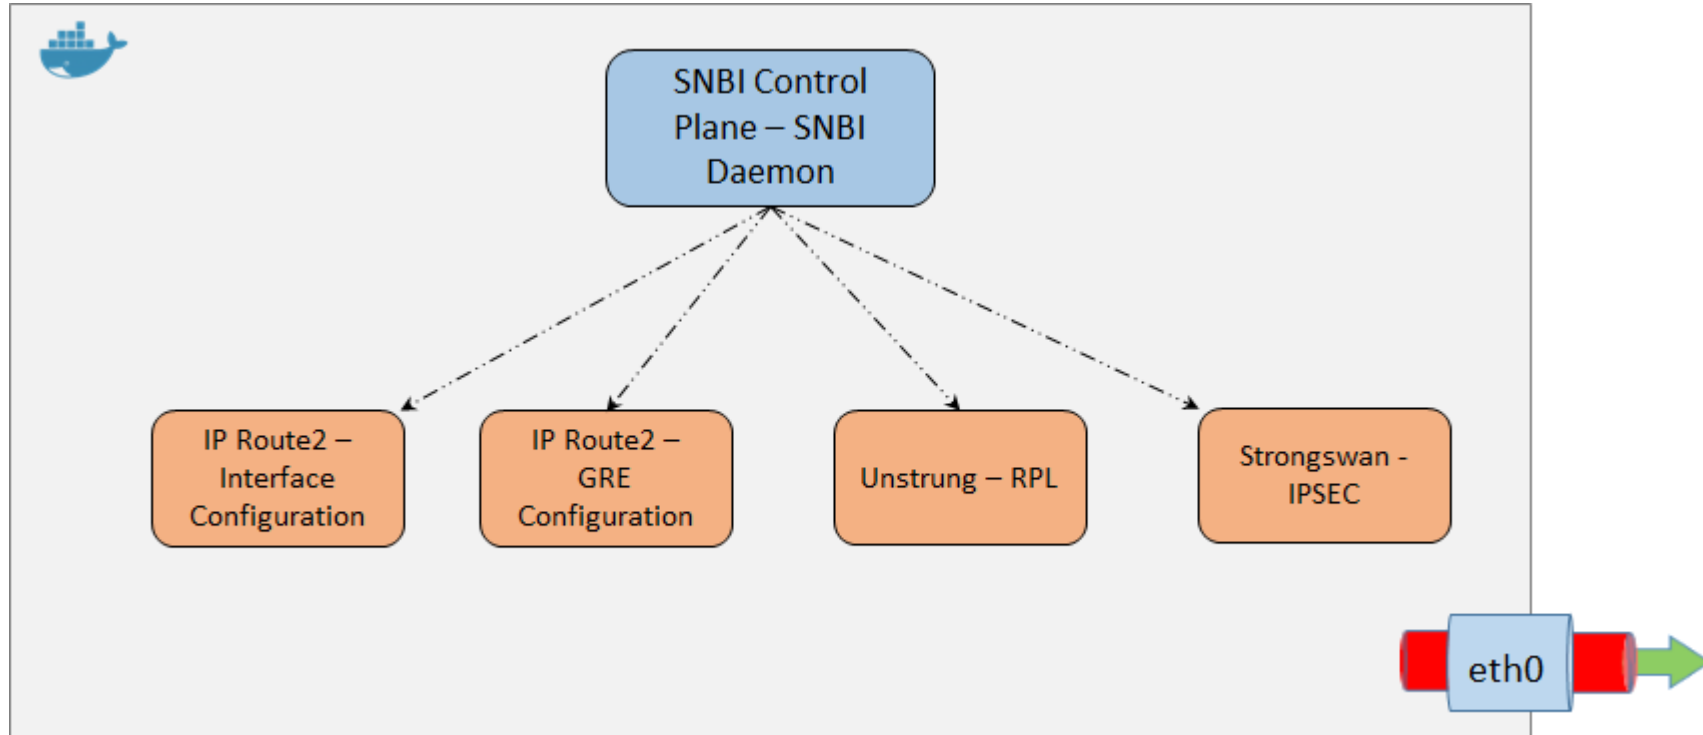 SNBI Control
Plane – SNBI
Daemon
IP Route2 –
Interface
Configuration
IP Route2 –
GRE
Configuration
Unstrung – RPL
Strongswan -
IPSEC
eth0